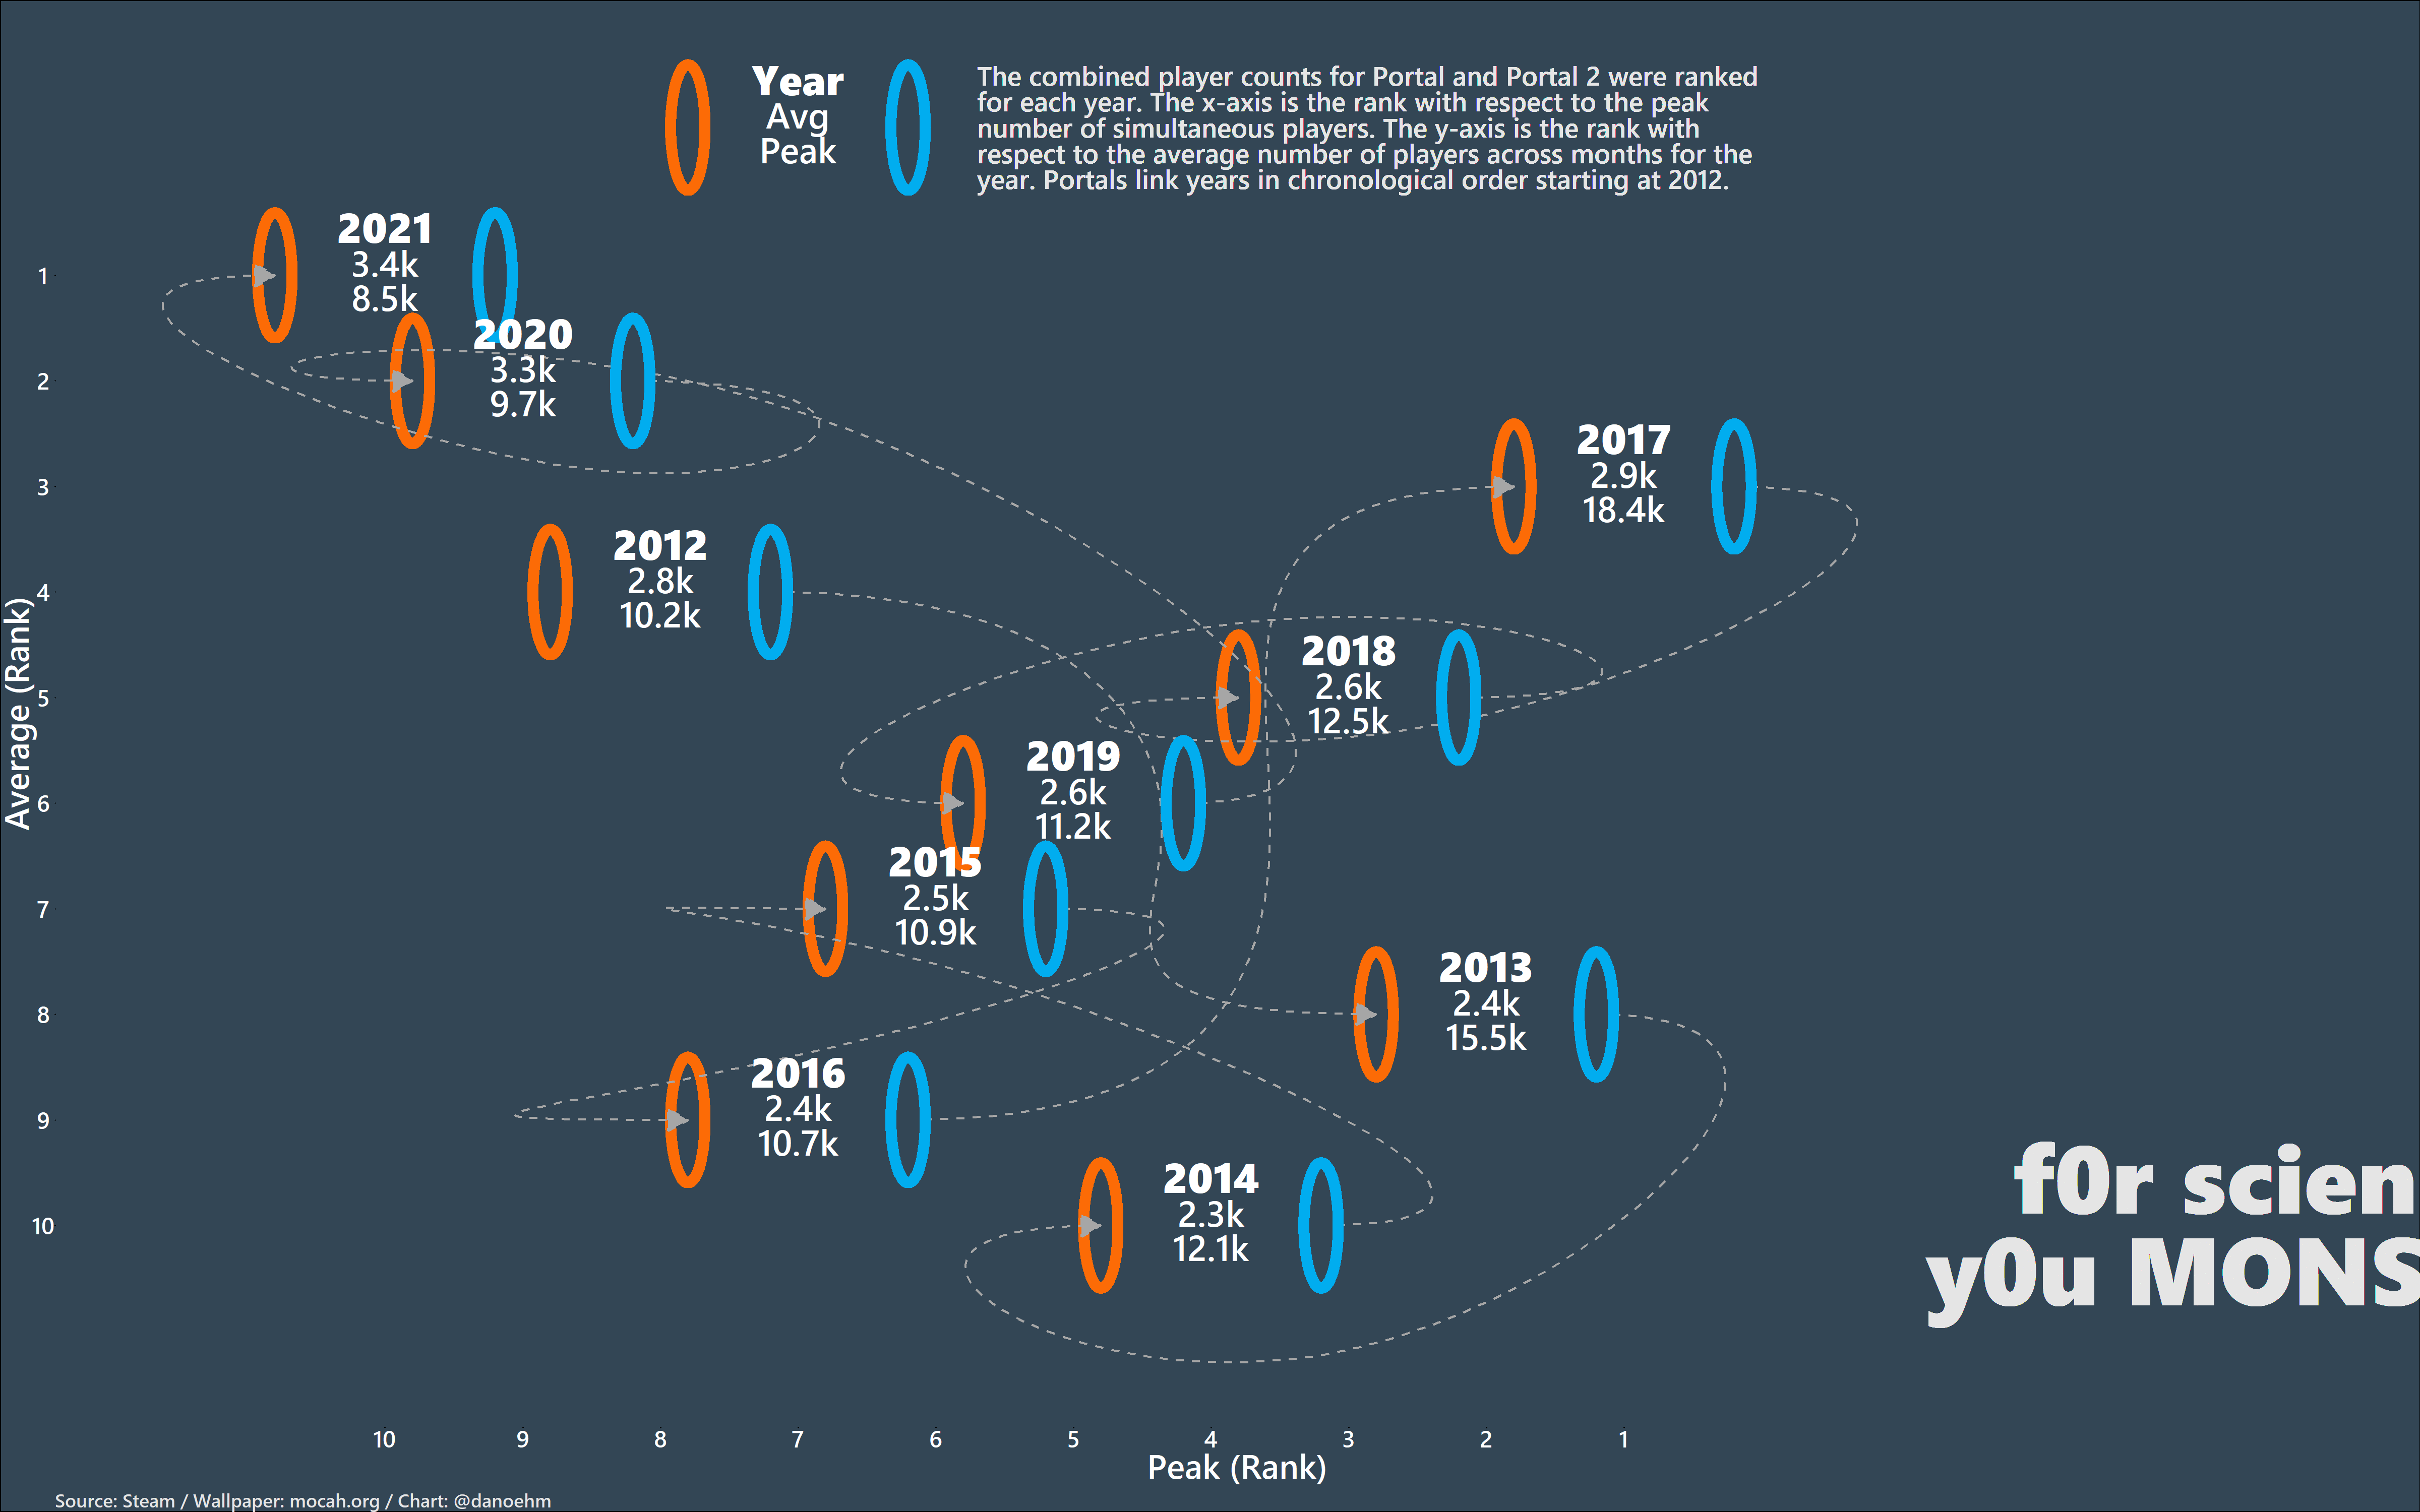 Year
Avg
Peak
The combined player counts for Portal and Portal 2 were ranked
for each year. The x-axis is the rank with respect to the peak
number of simultaneous players. The y-axis is the rank with
respect to the average number of players across months for the
year. Portals link years in chronological order starting at 2012.
2021
3.4k
8.5k
2020
3.3k
9.7k
2017
2.9k
18.4k
2012
2.8k
10.2k
2018
2.6k
12.5k
2019
2.6k
11.2k
2015
2.5k
10.9k
2013
2.4k
15.5k
2016
2.4k
10.7k
2014
2.3k
12.1k
Average (Rank)
1
2
3
4
5
6
7
8
9
10
f0r scien
y0u MONS
10 9 8 7 6 5 4 3 2 1
Peak (Rank)
Source: Steam / Wallpaper: mocah.org / Chart: @danoehm